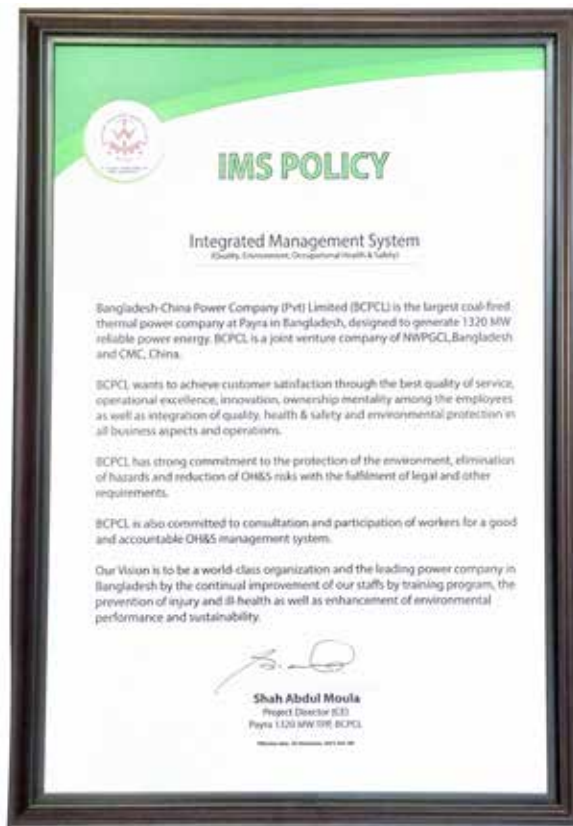 IMS POLICY
Integrated Management System
(Quality, Environment, Occupational Health & Safety)
Bangladesh-China Power Company (Pvt) Limited (BCPCL) is the largest coal-fired
thermal power company at Payra in Bangladesh, designed to generate 1320 MW
reliable power energy. BCPCL is a joint venture company of NWPGCL,Bangladesh
and CMC, China.
BCPCL wants to achieve customer satisfaction through the best quality of service,
operational excellence, innovation, ownership mentality among the employees
as well as integration of quality, health & safety and environmental protection in
all business aspects and operations.
BCPCL has strong commitment to the protection of the environment, elimination
of hazards and reduction of OH&S risks with the fulfilment of legal and other
requirements.
BCPCL is also committed to consultation and participation of workers for a good
and accountable OH&S management system.
Our Vision is to be a world-class organization and the leading power company in
Bangladesh by the continual improvement of our staffs by training program, the
prevention of injury and ill-health as well as enhancement of environmental
performance and sustainability.
Shah Abdul Moula
Project Director (CE)
Payra 1320 MW TPP, BCPCL